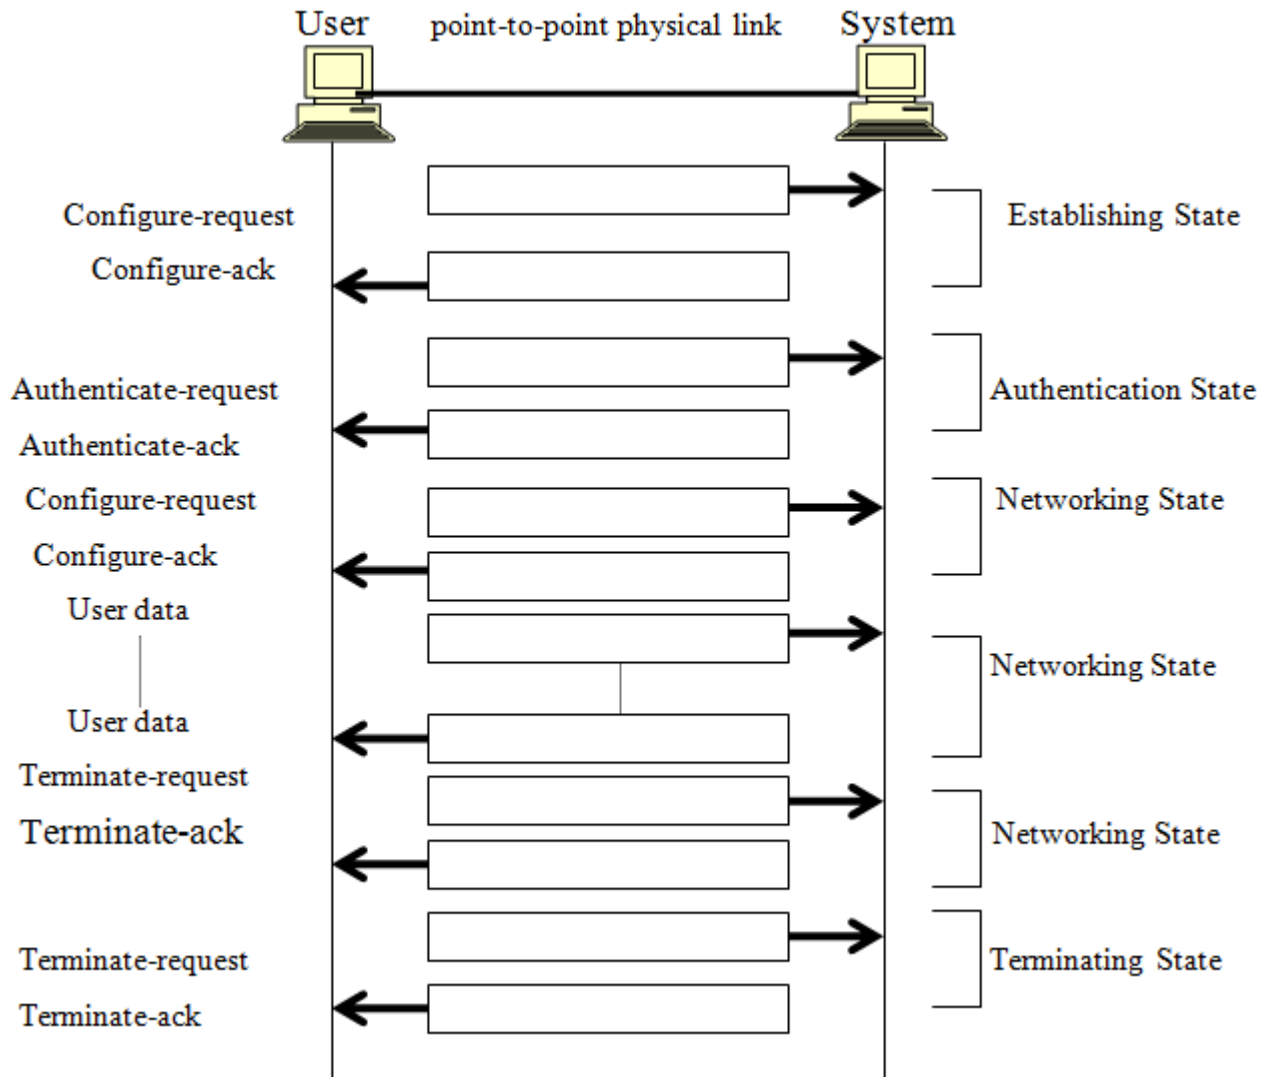 User point-to-point physical link System
Configure-request Establishing State
Configure-ack
Authenticate-request Authentication State
Authenticate-ack
Configure-request Networking State
Configure-ack
User data
Networking State
User data
Terminate-request
Terminate-ack Networking State
Terminate-request Terminating State
Terminate-ack